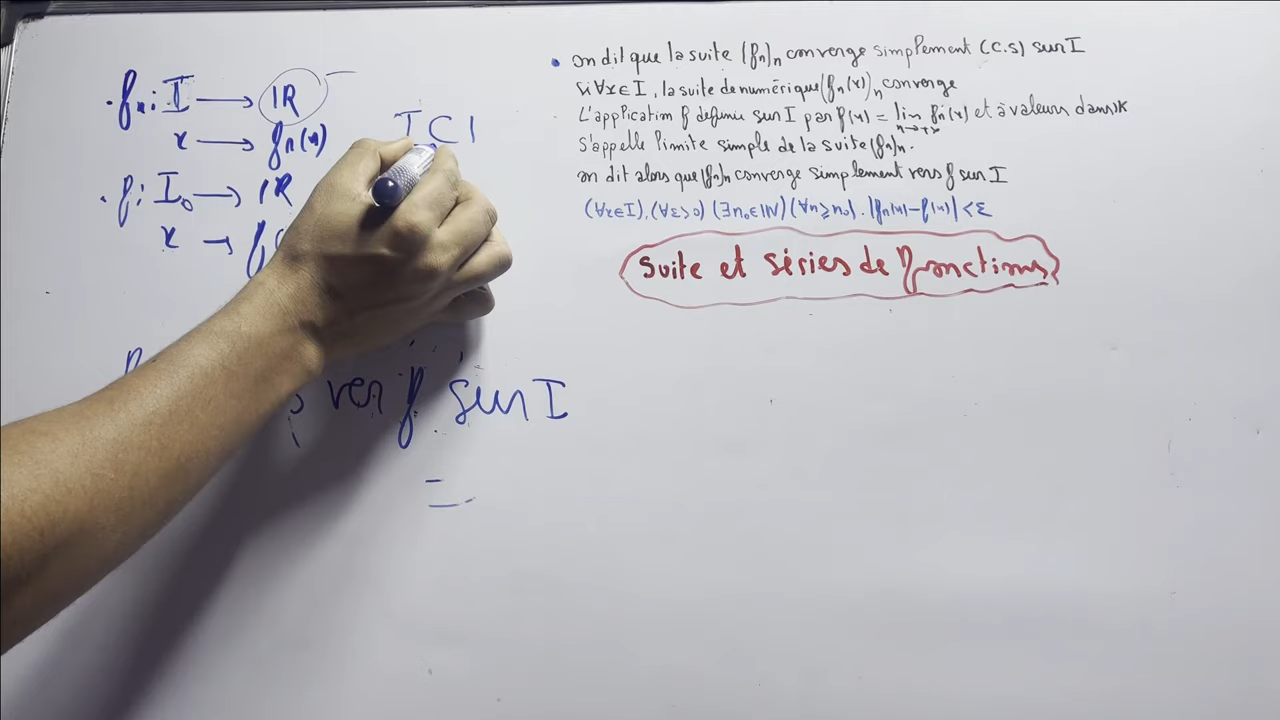 . fn : I → IR
x → fn(x)
. f : I₀ → IR
x → f
I C I
ver f sur I
=
• on dit que la suite (fn)n converge simplement (C.S) sur I
si ∀x∈I, la suite de numérique (fn(x))n converge
L'application f definie sur I par f(x) = lim fn(x) et à valeurs dans IK
n→+∞
s'appelle limite simple de la suite (fn)n.
on dit alors que (fn)n converge simplement vers f sur I
(∀x∈I), (∀ε>0) (∃n₀∈IN) (∀n≥n₀). |fn(x)-f(x)| < ε
Suite et séries de fonctions